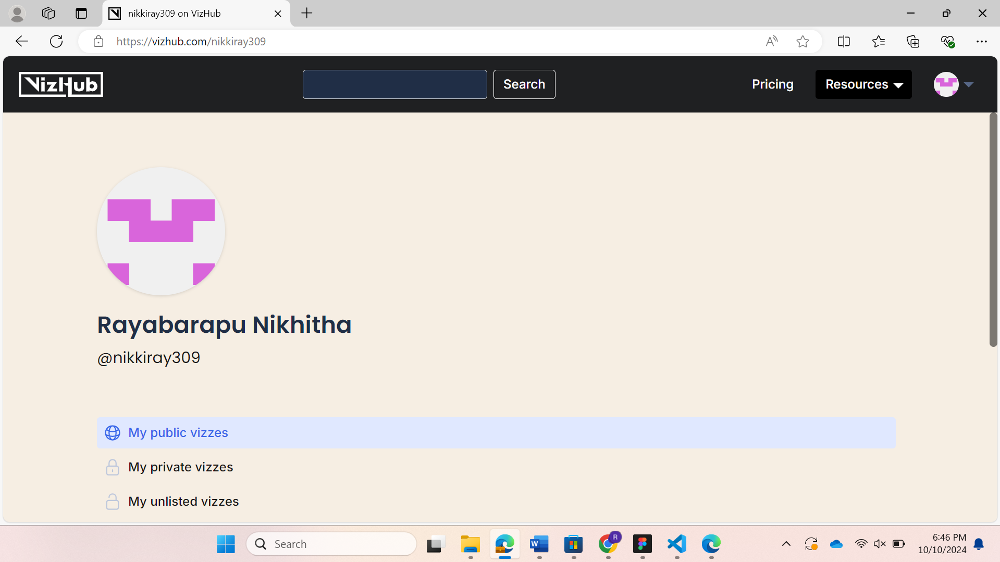 nikkiray309 on VizHub
https://vizhub.com/nikkiray309
VizHub
Search
Pricing
Resources
Rayabarapu Nikhitha
@nikkiray309
My public vizzes
My private vizzes
My unlisted vizzes
Search
W
R
6:46 PM
10/10/2024